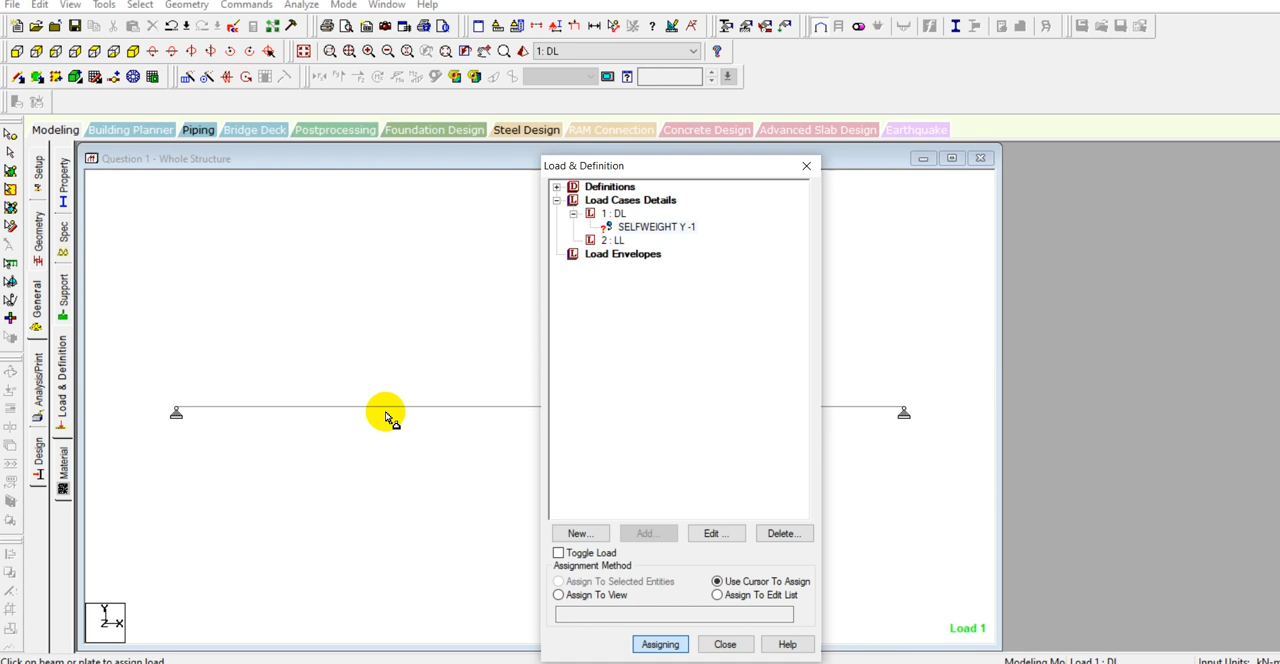 File Edit View Tools Select Geometry Commands Analyze Mode Window Help
1: DL
Modeling Building Planner Piping Bridge Deck Postprocessing Foundation Design Steel Design RAM Connection Concrete Design Advanced Slab Design Earthquake
Setup
Geometry
General
Analysis/Print
Design
Property
Spec
Support
Load & Definition
Material
Question 1 - Whole Structure
Load & Definition
Definitions
Load Cases Details
1 : DL
SELFWEIGHT Y -1
2 : LL
Load Envelopes
New... Add... Edit ... Delete...
Toggle Load
Assignment Method
Assign To Selected Entities Use Cursor To Assign
Assign To View Assign To Edit List
Assigning Close Help
Y
Z X
Load 1
Click on beam or plate to assign load Modeling Mo Load 1 : DL Input Units: kN-m